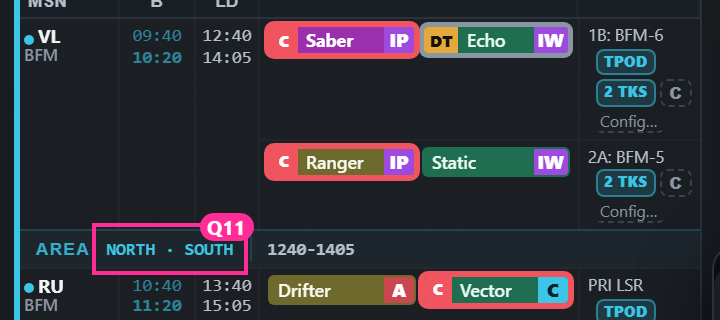 MSN B LD
VL 09:40 12:40 C Saber IP DT Echo IW 1B: BFM-6
BFM 10:20 14:05 TPOD
2 TKS C
Config...
C Ranger IP Static IW 2A: BFM-5
2 TKS C
Config...
Q11
AREA NORTH · SOUTH 1240-1405
RU 10:40 13:40 Drifter A C Vector C PRI LSR
BFM 11:20 15:05 TPOD